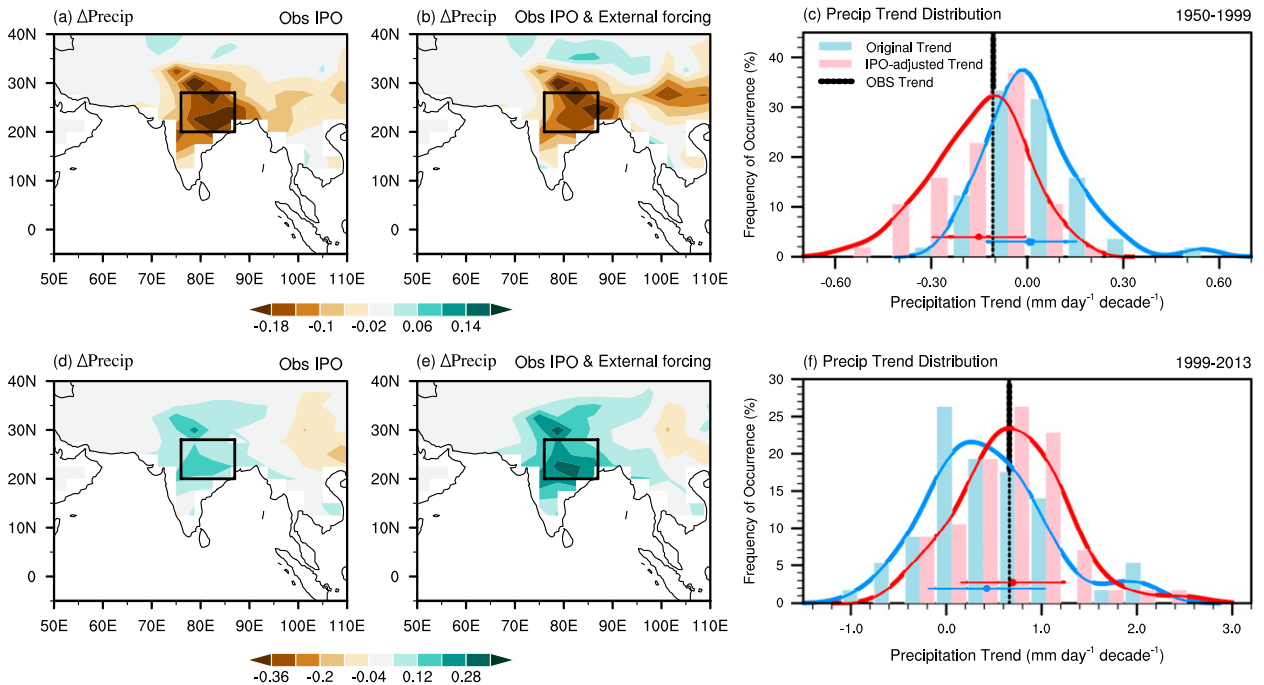 (a) ΔPrecip Obs IPO
40N
30N
20N
10N
0
50E 60E 70E 80E 90E 100E 110E
(b) ΔPrecip Obs IPO & External forcing
40N
30N
20N
10N
0
50E 60E 70E 80E 90E 100E 110E
-0.18 -0.1 -0.02 0.06 0.14
(c) Precip Trend Distribution 1950-1999
Original Trend
IPO-adjusted Trend
OBS Trend
Frequency of Occurrence (%)
40
30
20
10
0
-0.60 -0.30 0.00 0.30 0.60
Precipitation Trend (mm day⁻¹ decade⁻¹)
(d) ΔPrecip Obs IPO
40N
30N
20N
10N
0
50E 60E 70E 80E 90E 100E 110E
(e) ΔPrecip Obs IPO & External forcing
40N
30N
20N
10N
0
50E 60E 70E 80E 90E 100E 110E
-0.36 -0.2 -0.04 0.12 0.28
(f) Precip Trend Distribution 1999-2013
Frequency of Occurrence (%)
30
25
20
15
10
5
0
-1.0 0.0 1.0 2.0 3.0
Precipitation Trend (mm day⁻¹ decade⁻¹)